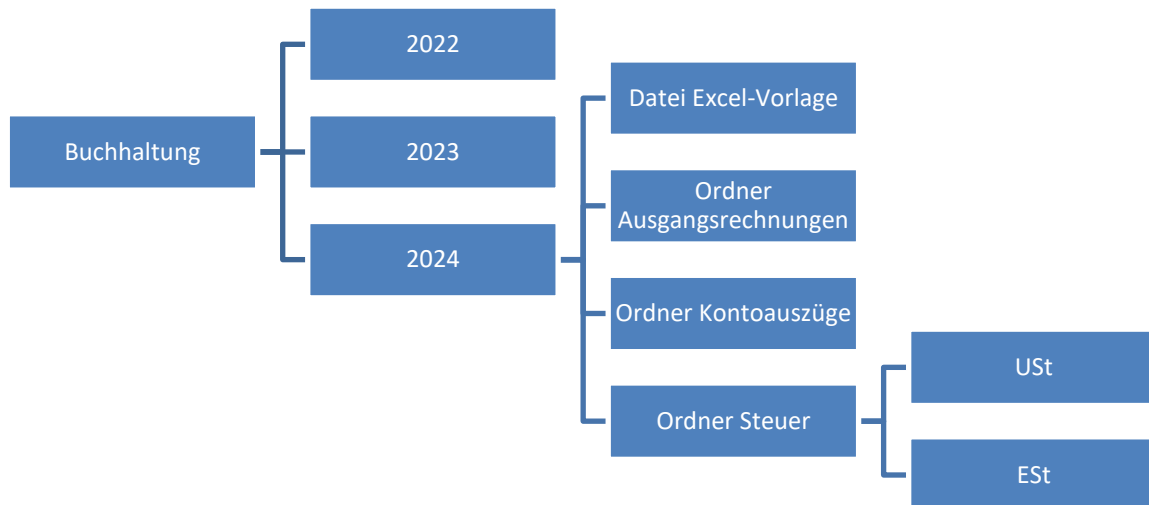 Buchhaltung
2022
2023
2024
Datei Excel-Vorlage
Ordner
Ausgangsrechnungen
Ordner Kontoauszüge
Ordner Steuer
USt
ESt